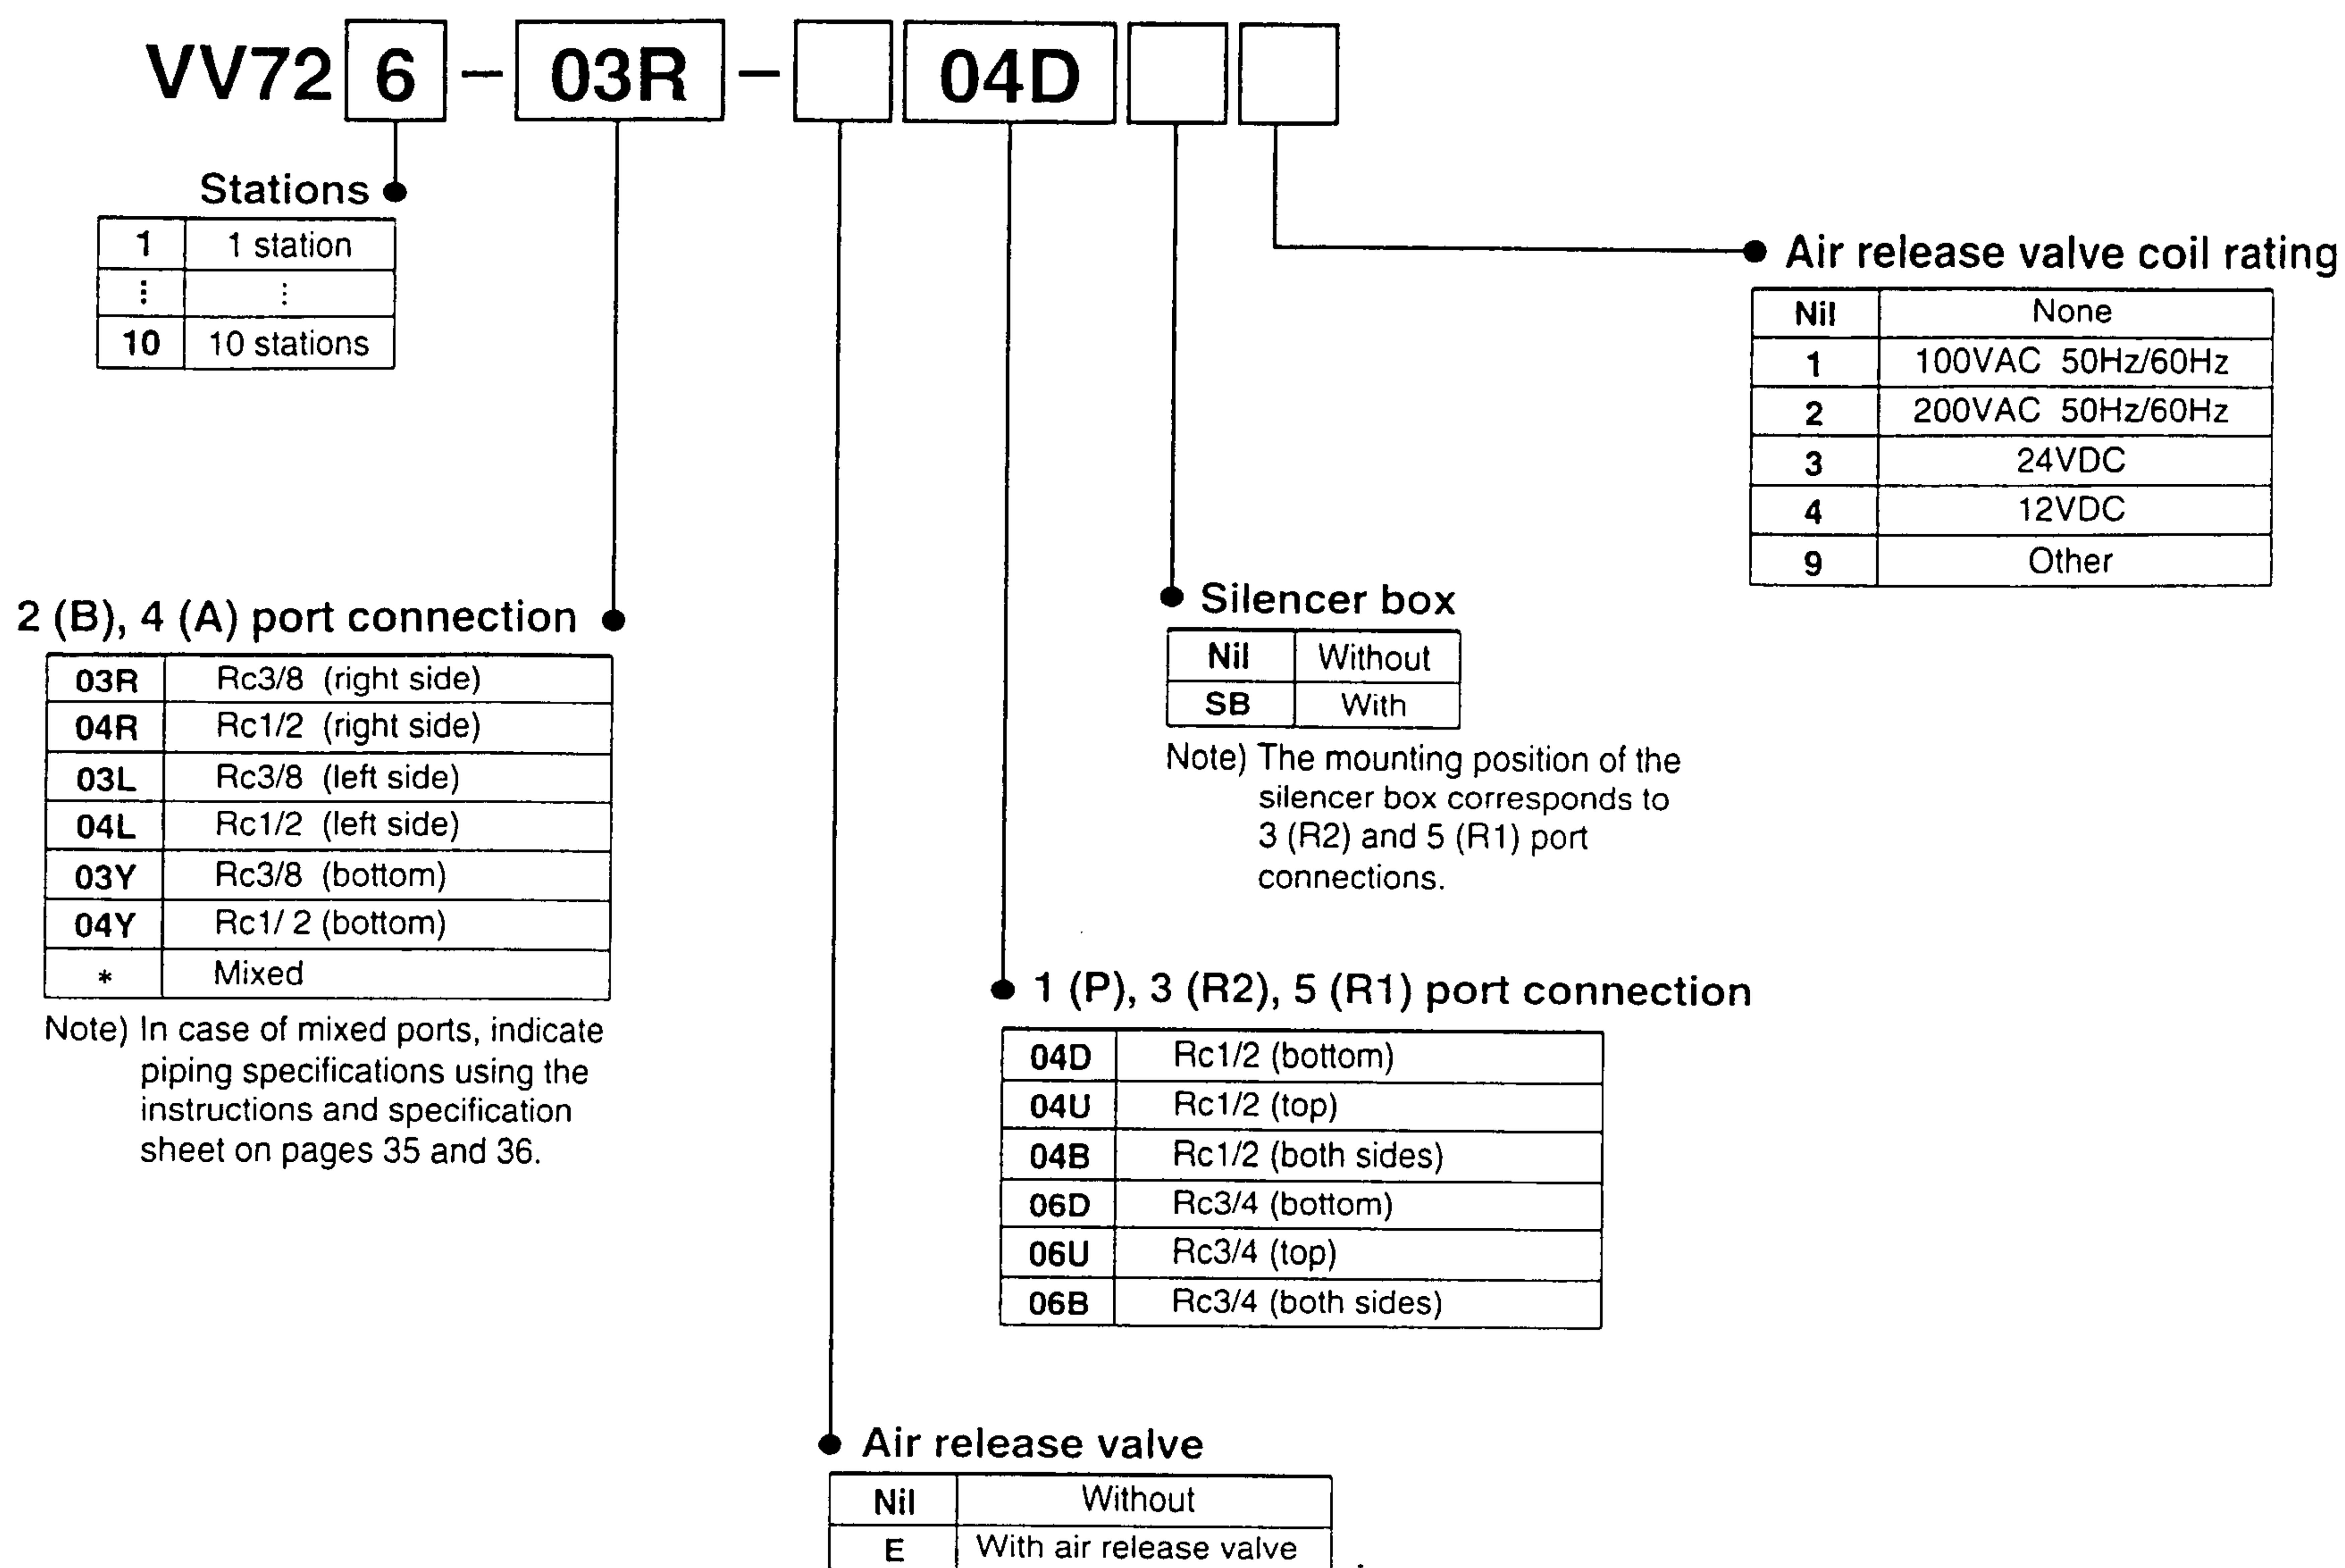 VV72 6 – 03R – 04D
Stations
1 1 station
⋮ ⋮
10 10 stations
Air release valve coil rating
Nil None
1 100VAC 50Hz/60Hz
2 200VAC 50Hz/60Hz
3 24VDC
4 12VDC
9 Other
2 (B), 4 (A) port connection
03R Rc3/8 (right side)
04R Rc1/2 (right side)
03L Rc3/8 (left side)
04L Rc1/2 (left side)
03Y Rc3/8 (bottom)
04Y Rc1/ 2 (bottom)
* Mixed
Note) In case of mixed ports, indicate
piping specifications using the
instructions and specification
sheet on pages 35 and 36.
Silencer box
Nil Without
SB With
Note) The mounting position of the
silencer box corresponds to
3 (R2) and 5 (R1) port
connections.
1 (P), 3 (R2), 5 (R1) port connection
04D Rc1/2 (bottom)
04U Rc1/2 (top)
04B Rc1/2 (both sides)
06D Rc3/4 (bottom)
06U Rc3/4 (top)
06B Rc3/4 (both sides)
Air release valve
Nil Without
E With air release valve